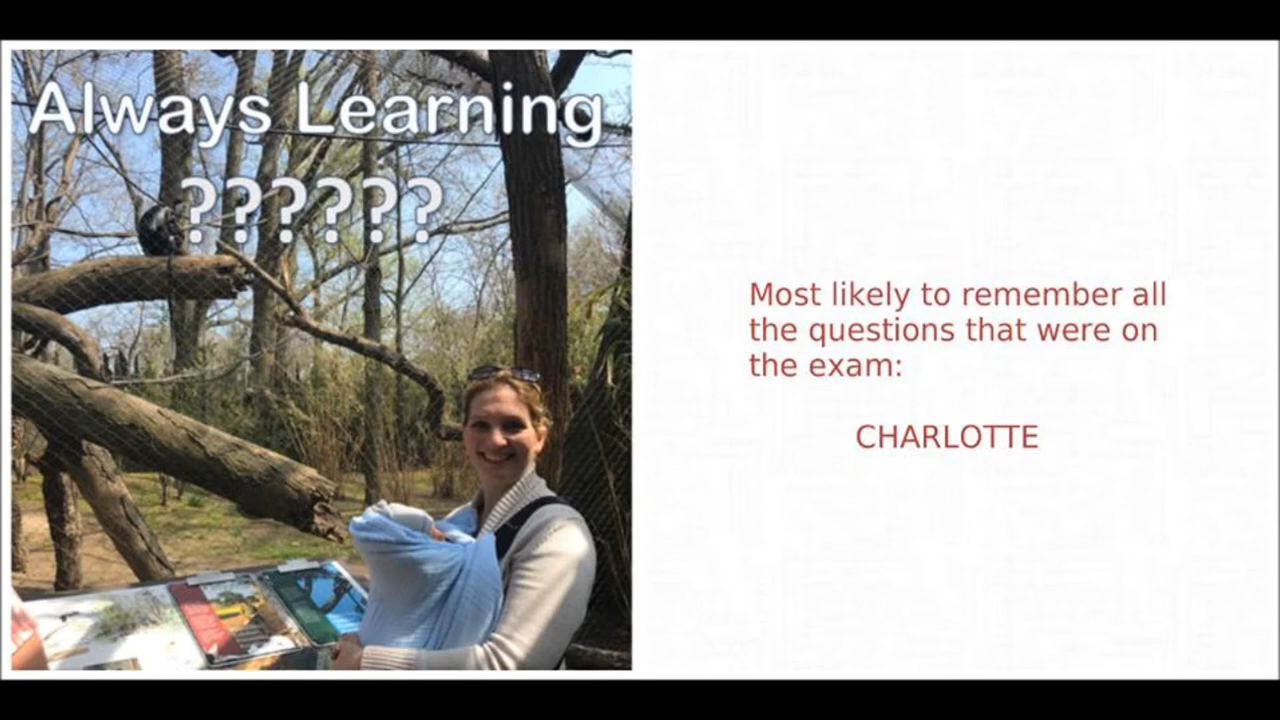 Always Learning
??????
Most likely to remember all
the questions that were on
the exam:
CHARLOTTE